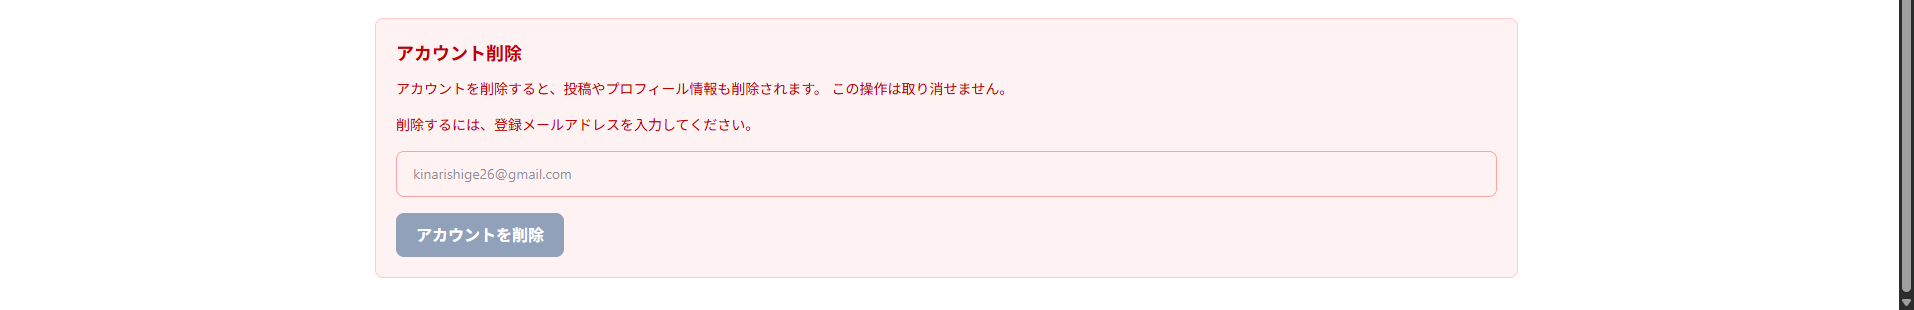 アカウント削除
アカウントを削除すると、投稿やプロフィール情報も削除されます。 この操作は取り消せません。
削除するには、登録メールアドレスを入力してください。
kinarishige26@gmail.com
アカウントを削除